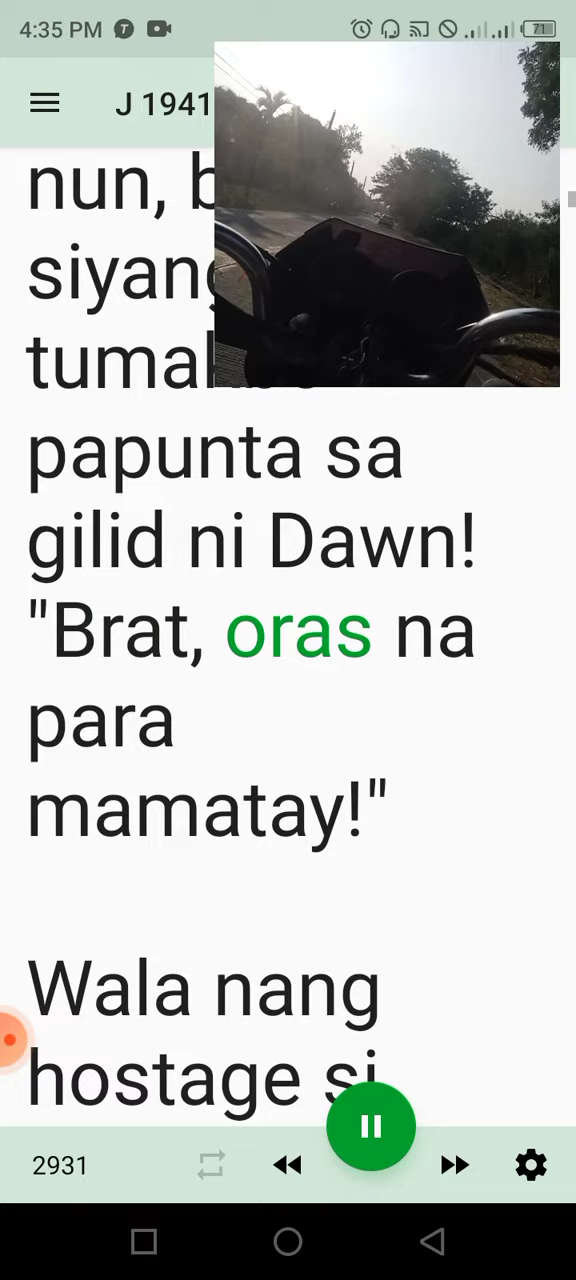 4:35 PM
71
J 1941
nun,
papunta sa
gilid ni Dawn!
"Brat, oras na
para
mamatay!"
Wala nang
hostage si
2931